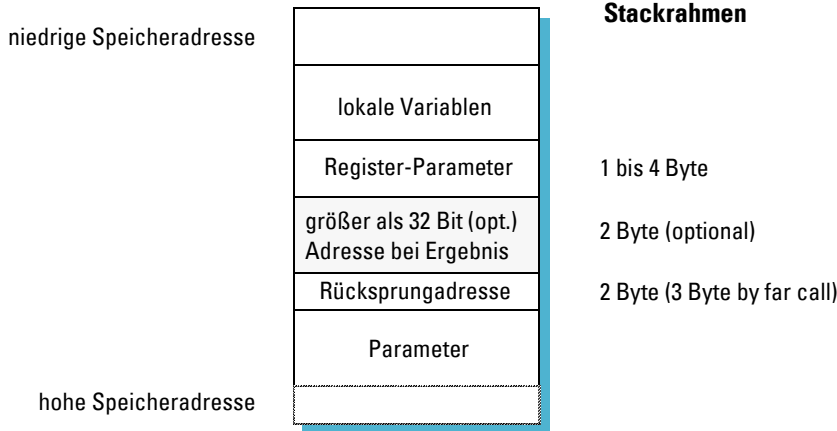 Stackrahmen
niedrige Speicheradresse
lokale Variablen
Register-Parameter
1 bis 4 Byte
größer als 32 Bit (opt.)
Adresse bei Ergebnis
2 Byte (optional)
Rücksprungadresse
2 Byte (3 Byte by far call)
Parameter
hohe Speicheradresse